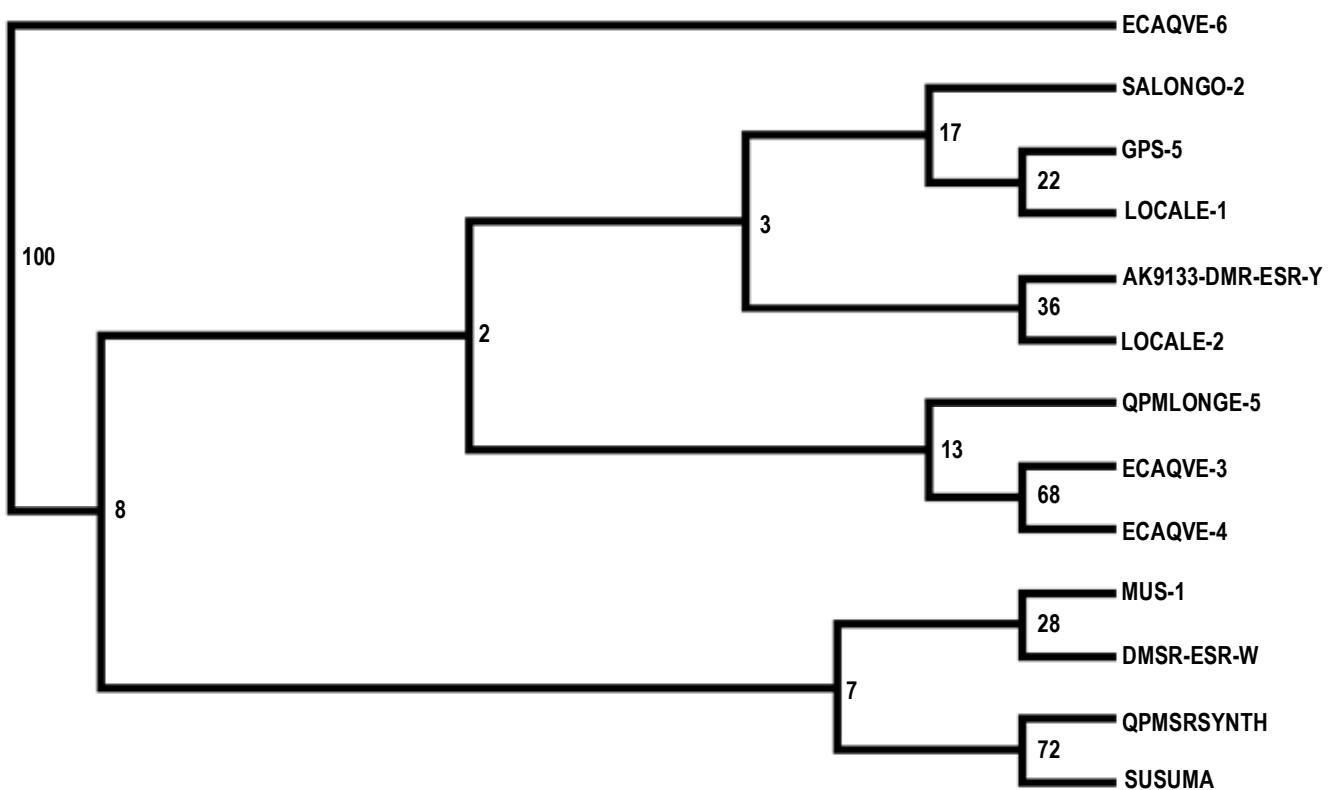 ECAQVE-6
SALONGO-2
17
GPS-5
22
LOCALE-1
3
100
AK9133-DMR-ESR-Y
36
2
LOCALE-2
QPMLONGE-5
13
ECAQVE-3
68
8
ECAQVE-4
MUS-1
28
DMSR-ESR-W
7
QPMSRSYNTH
72
SUSUMA